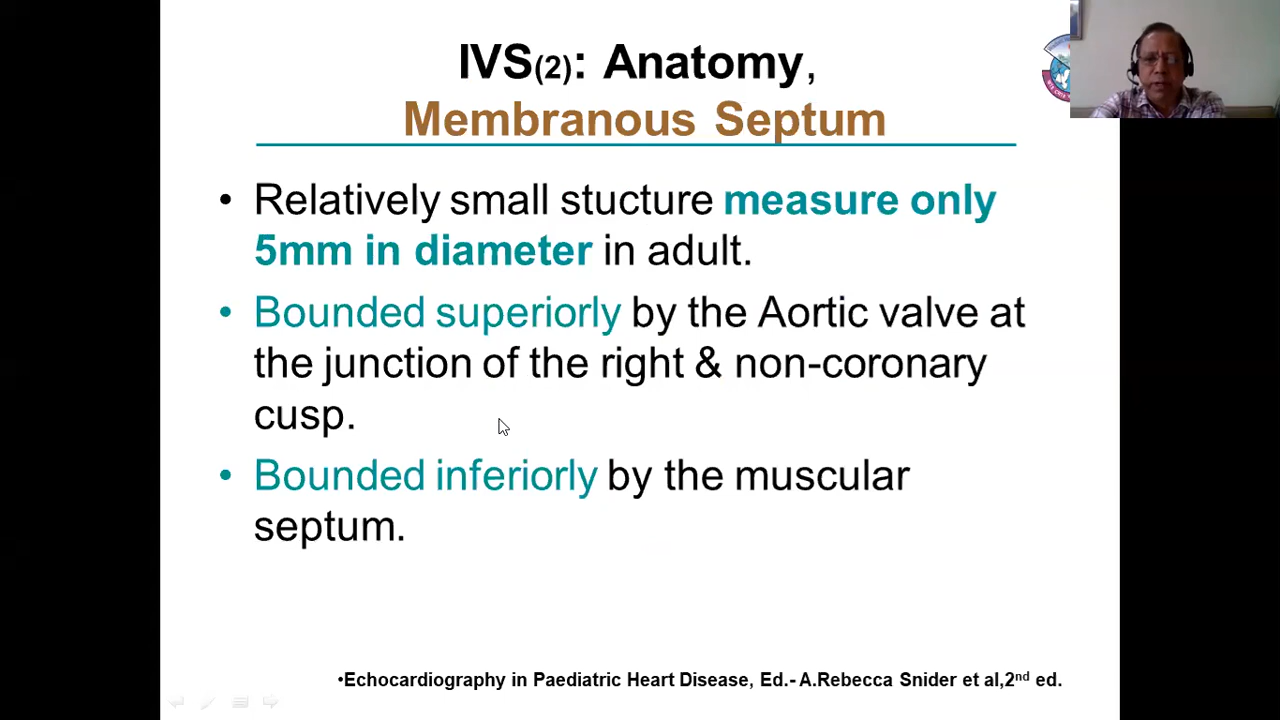 IVS(2): Anatomy,
Membranous Septum
• Relatively small stucture measure only
5mm in diameter in adult.
• Bounded superiorly by the Aortic valve at
the junction of the right & non-coronary
cusp.
• Bounded inferiorly by the muscular
septum.
•Echocardiography in Paediatric Heart Disease, Ed.- A.Rebecca Snider et al,2nd ed.